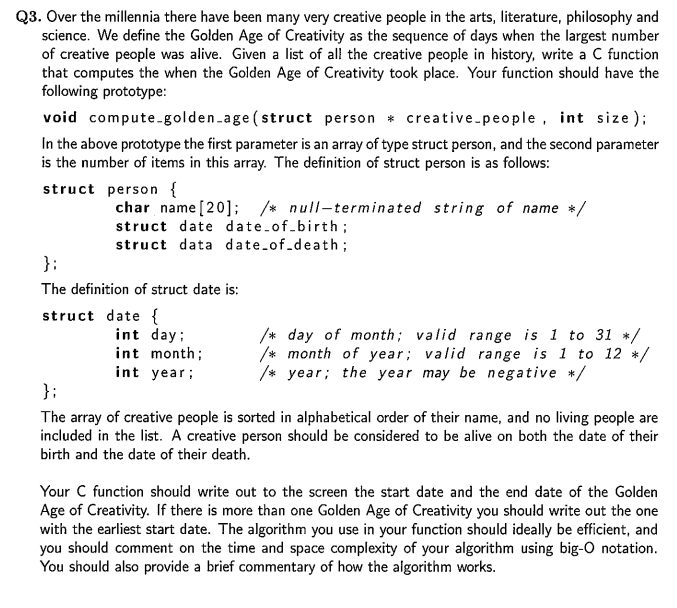 Q3. Over the millennia there have been many very creative people in the arts, literature, philosophy and
science. We define the Golden Age of Creativity as the sequence of days when the largest number
of creative people was alive. Given a list of all the creative people in history, write a C function
that computes the when the Golden Age of Creativity took place. Your function should have the
following prototype:
void compute_golden_age(struct person * creative_people , int size);
In the above prototype the first parameter is an array of type struct person, and the second parameter
is the number of items in this array. The definition of struct person is as follows:
struct person {
char name[20]; /* null-terminated string of name */
struct date date_of_birth;
struct data date_of_death;
};
The definition of struct date is:
struct date {
int day; /* day of month; valid range is 1 to 31 */
int month; /* month of year; valid range is 1 to 12 */
int year; /* year; the year may be negative */
};
The array of creative people is sorted in alphabetical order of their name, and no living people are
included in the list. A creative person should be considered to be alive on both the date of their
birth and the date of their death.
Your C function should write out to the screen the start date and the end date of the Golden
Age of Creativity. If there is more than one Golden Age of Creativity you should write out the one
with the earliest start date. The algorithm you use in your function should ideally be efficient, and
you should comment on the time and space complexity of your algorithm using big-O notation.
You should also provide a brief commentary of how the algorithm works.